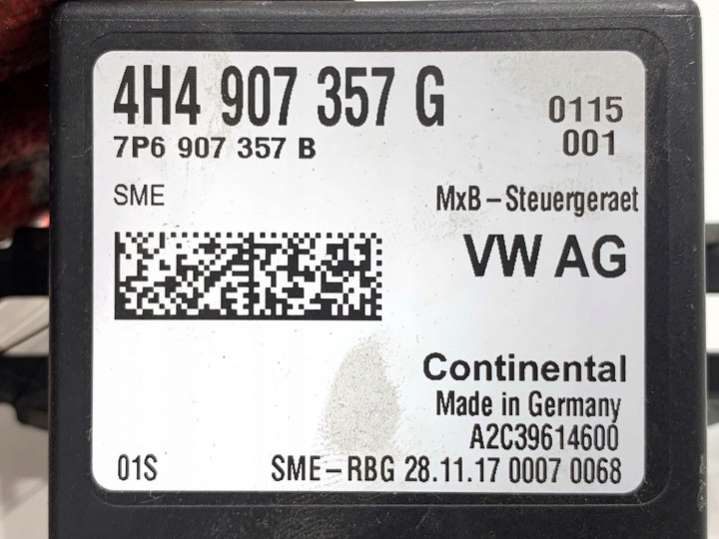 4H4 907 357 G 0115
7P6 907 357 B 001
SME MxB-Steuergeraet
VW AG
Continental
Made in Germany
A2C39614600
01S SME-RBG 28.11.17 0007 0068